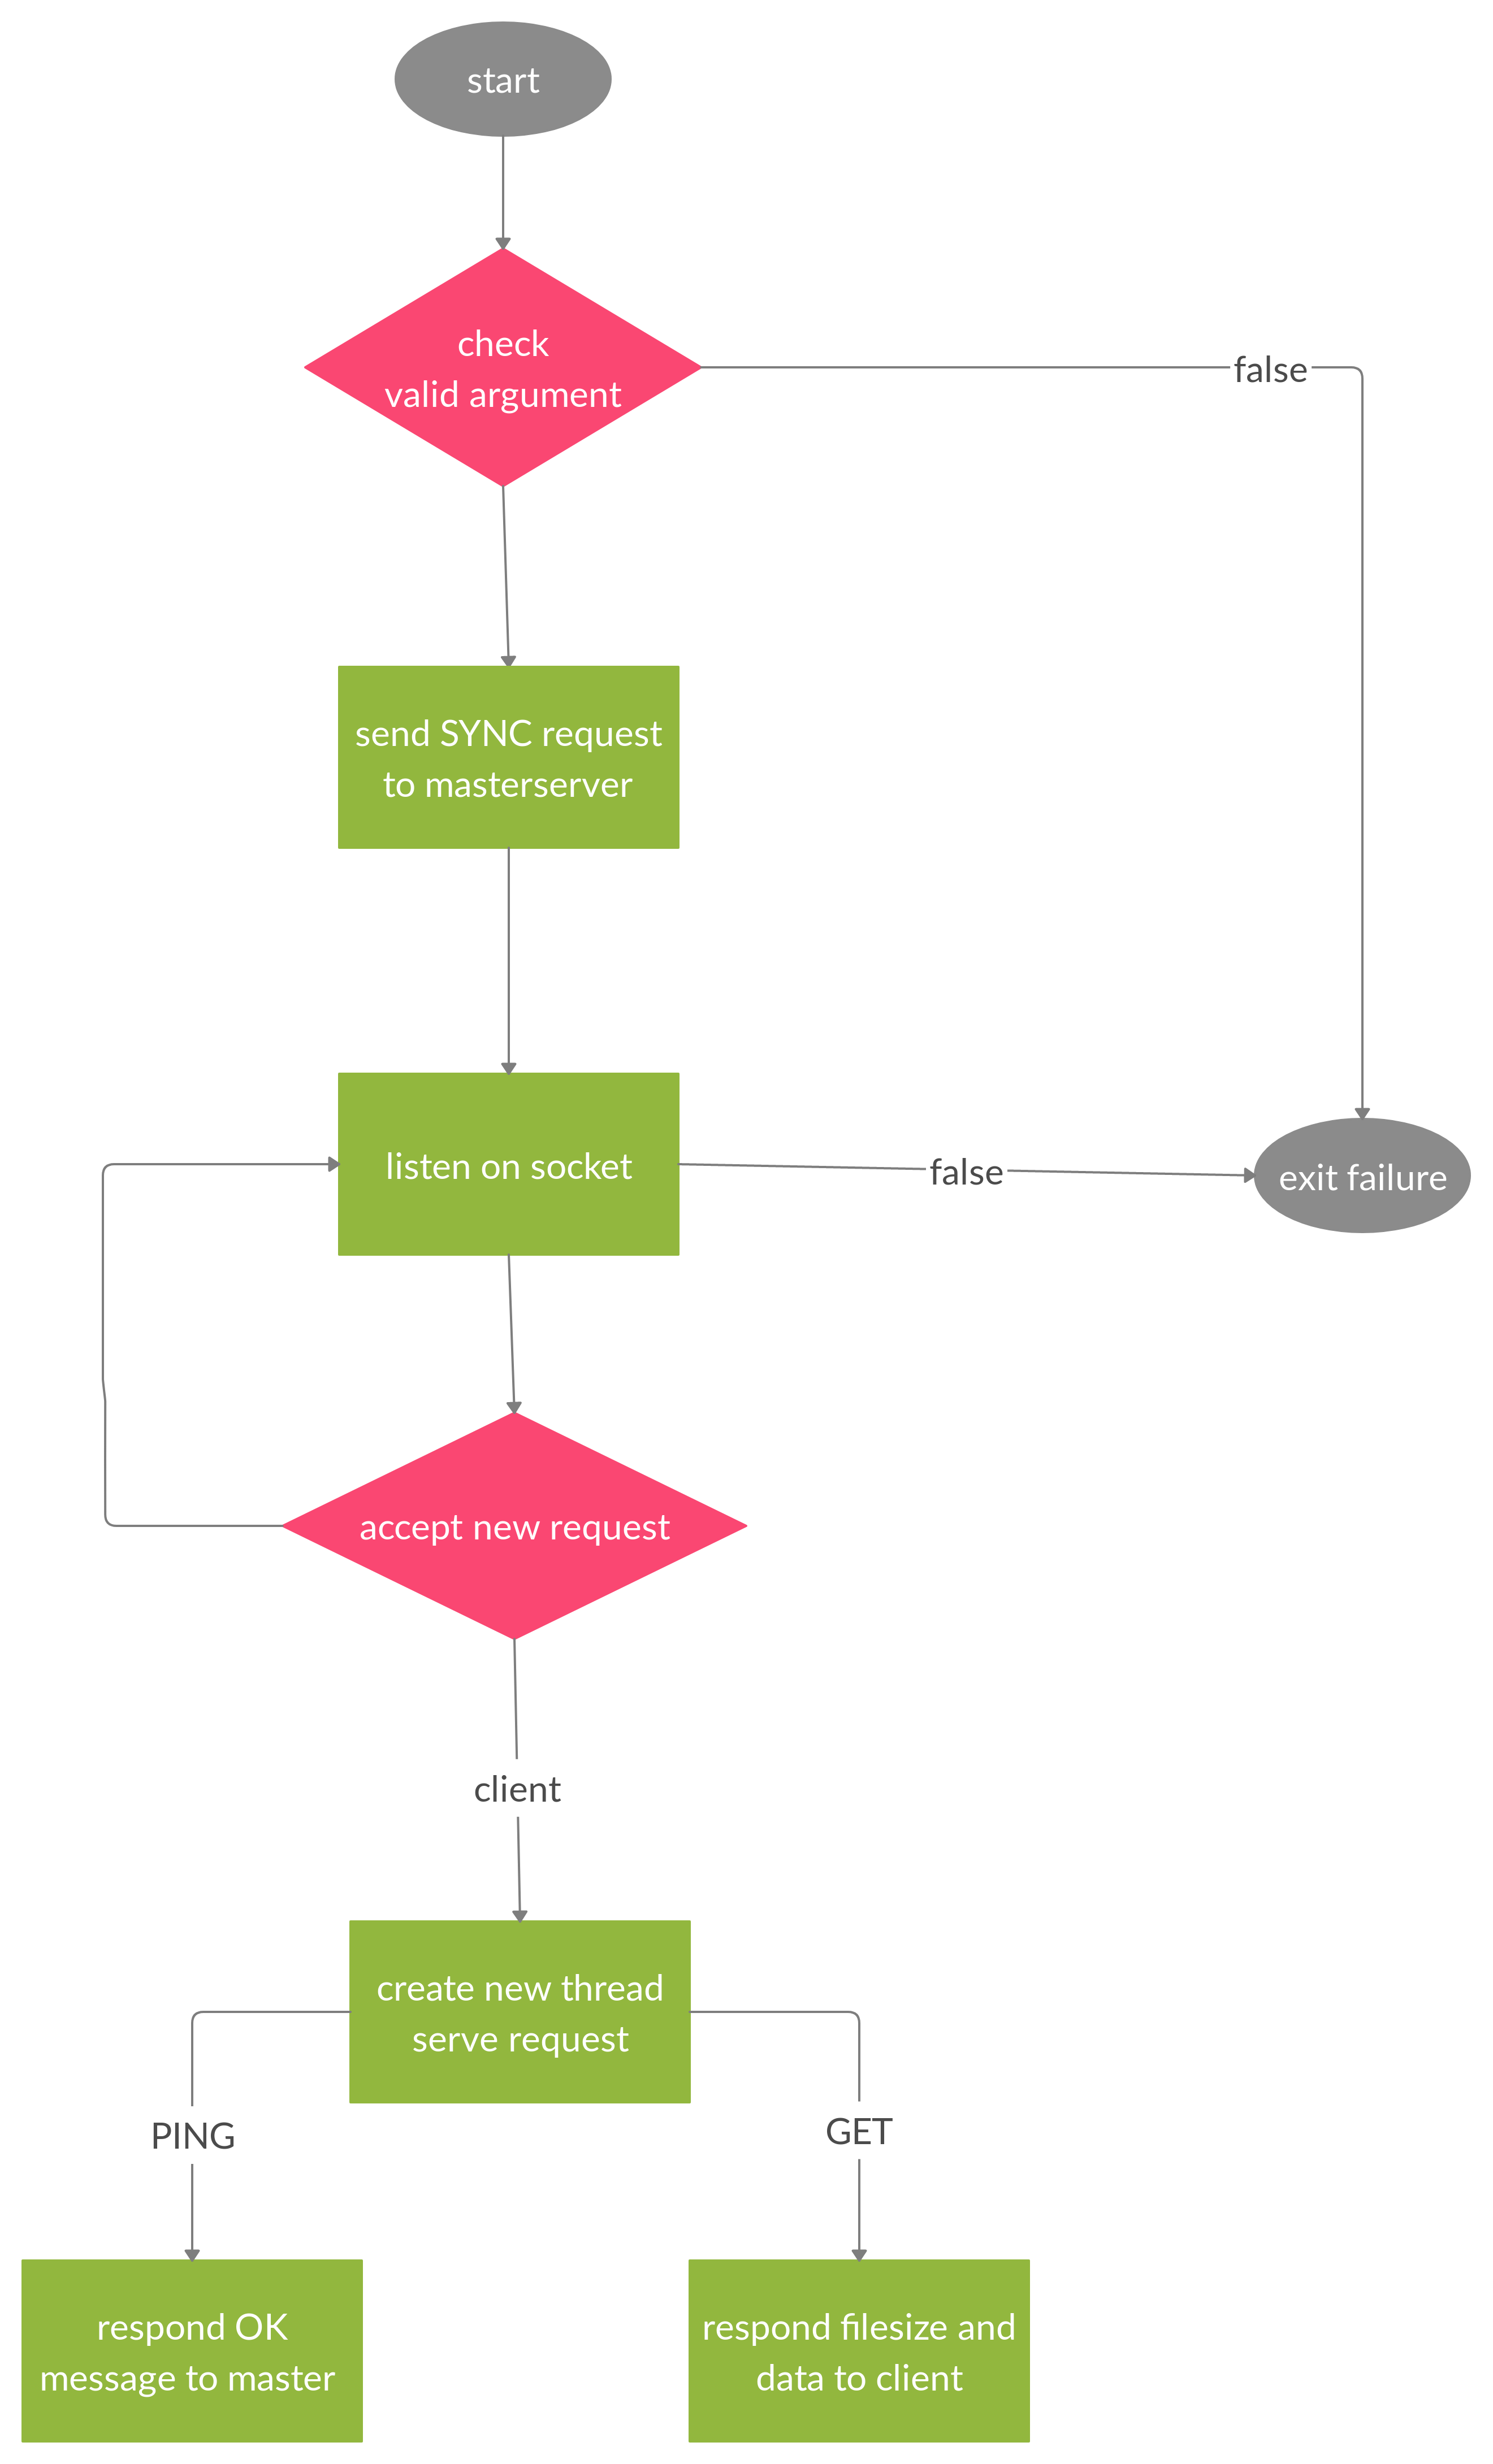 start
check
valid argument
false
send SYNC request
to masterserver
listen on socket
false
exit failure
accept new request
client
create new thread
serve request
PING
GET
respond OK
message to master
respond filesize and
data to client